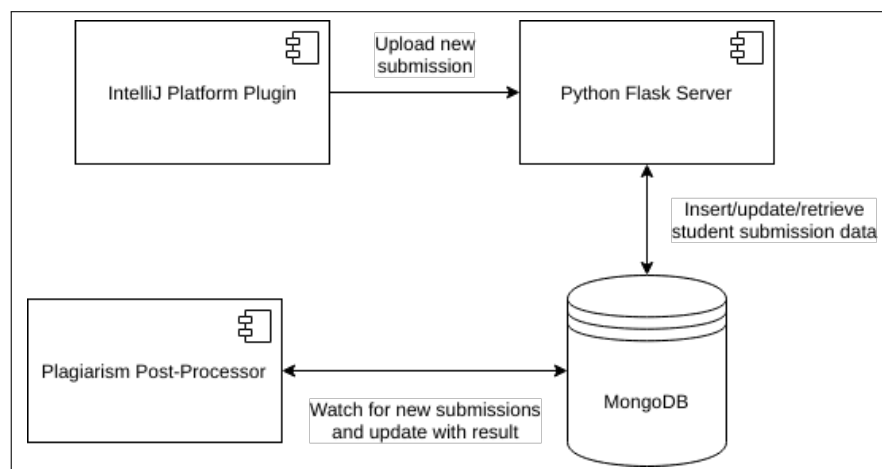 IntelliJ Platform Plugin
Upload new
submission
Python Flask Server
Insert/update/retrieve
student submission data
Plagiarism Post-Processor
Watch for new submissions
and update with result
MongoDB